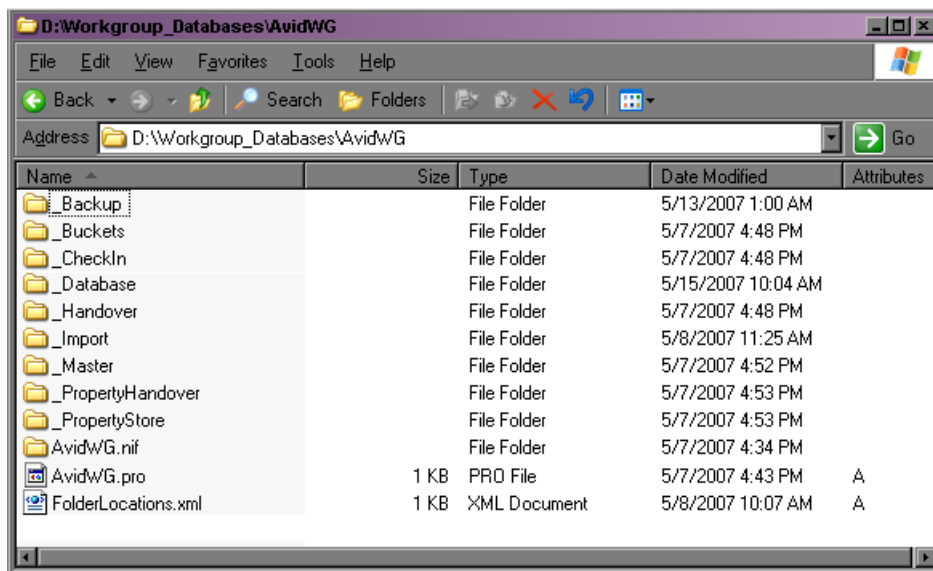 D:\Workgroup_Databases\AvidWG
File Edit View Favorites Tools Help
Back Search Folders
Address D:\Workgroup_Databases\AvidWG Go
Name Size Type Date Modified Attributes
_Backup File Folder 5/13/2007 1:00 AM
_Buckets File Folder 5/7/2007 4:48 PM
_CheckIn File Folder 5/7/2007 4:48 PM
_Database File Folder 5/15/2007 10:04 AM
_Handover File Folder 5/7/2007 4:48 PM
_Import File Folder 5/8/2007 11:25 AM
_Master File Folder 5/7/2007 4:52 PM
_PropertyHandover File Folder 5/7/2007 4:53 PM
_PropertyStore File Folder 5/7/2007 4:53 PM
AvidWG.nif File Folder 5/7/2007 4:34 PM
AvidWG.pro 1 KB PRO File 5/7/2007 4:43 PM A
FolderLocations.xml 1 KB XML Document 5/8/2007 10:07 AM A